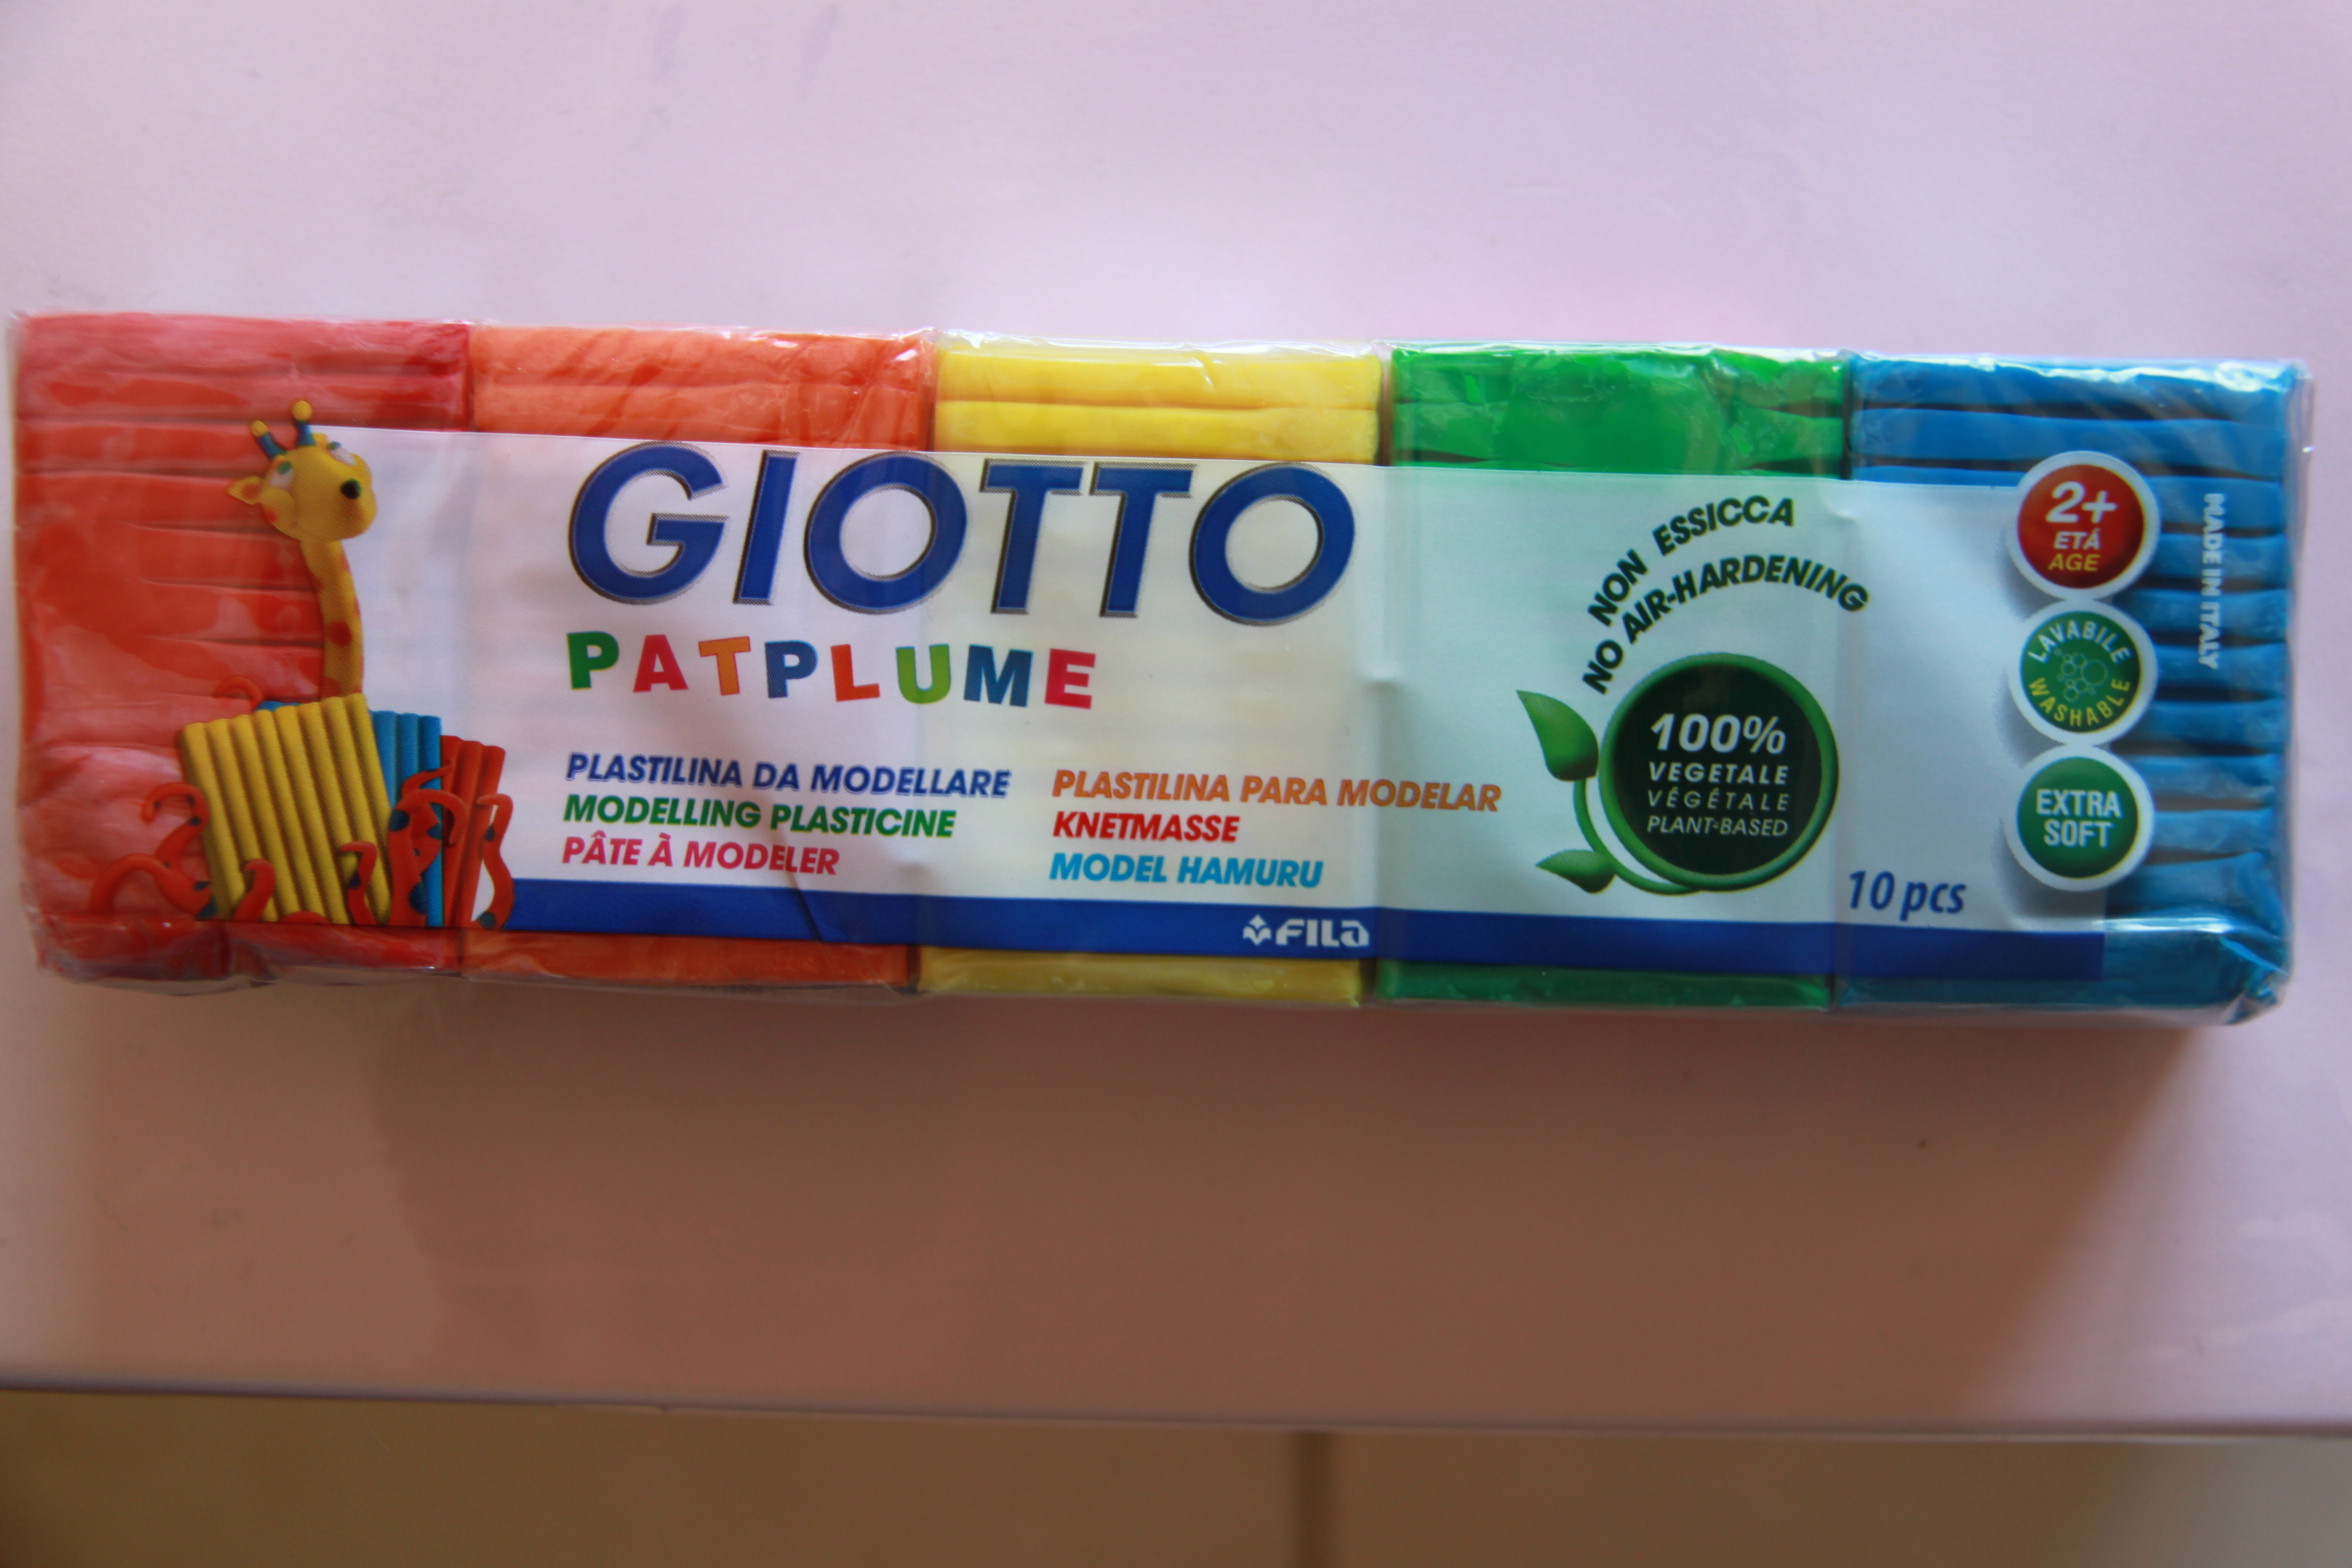 GIOTTO
PATPLUME
PLASTILINA DA MODELLARE
MODELLING PLASTICINE
PÂTE À MODELER
PLASTILINA PARA MODELAR
KNETMASSE
MODEL HAMURU
FILA
NON ESSICCA
NO AIR-HARDENING
100%
VEGETALE
VÉGÉTALE
PLANT-BASED
10 pcs
2+
ETÁ
AGE
LAVABILE
WASHABLE
EXTRA
SOFT
MADE IN ITALY